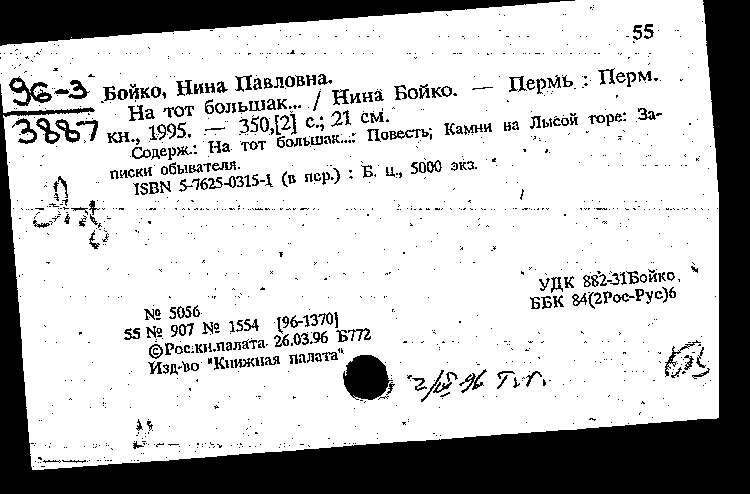 55
96-3
3887
Бойко, Нина Павловна.
На тот большак... / Нина Бойко. — Пермь : Перм.
кн., 1995. — 350,[2] с.; 21 см.
Содерж.: На тот большак...: Повесть; Камни на Лысой горе: За-
писки обывателя.
ISBN 5-7625-0315-1 (в пер.) : Б. ц., 5000 экз.
УДК 882-31Бойко
ББК 84(2Рос-Рус)6
№ 5056
55 № 907 № 1554 [96-1370]
©Рос.кн.палата. 26.03.96 Б772
Изд-во "Книжная палата"